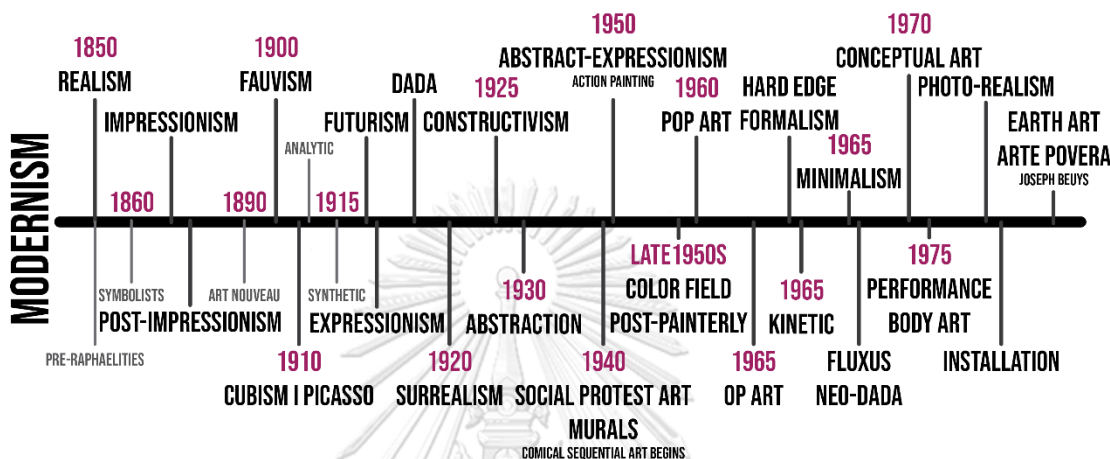 MODERNISM
1850
REALISM
IMPRESSIONISM
1900
FAUVISM
ANALYTIC
FUTURISM
DADA
1925
CONSTRUCTIVISM
1950
ABSTRACT-EXPRESSIONISM
ACTION PAINTING
1960
POP ART
HARD EDGE
FORMALISM
1965
MINIMALISM
1970
CONCEPTUAL ART
PHOTO-REALISM
EARTH ART
ARTE POVERA
JOSEPH BEUYS
PRE-RAPHAELITIES
1860
SYMBOLISTS
POST-IMPRESSIONISM
1890
ART NOUVEAU
1910
CUBISM I PICASSO
1915
SYNTHETIC
EXPRESSIONISM
1920
SURREALISM
1930
ABSTRACTION
1940
SOCIAL PROTEST ART
MURALS
COMICAL SEQUENTIAL ART BEGINS
LATE1950S
COLOR FIELD
POST-PAINTERLY
1965
OP ART
1965
KINETIC
FLUXUS
NEO-DADA
1975
PERFORMANCE
BODY ART
INSTALLATION